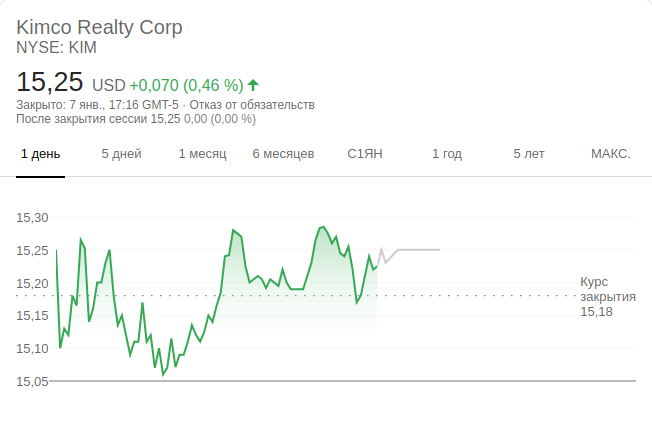 Kimco Realty Corp
NYSE: KIM
15,25 USD +0,070 (0,46 %)
Закрыто: 7 янв., 17:16 GMT-5 · Отказ от обязательств
После закрытия сессии 15,25 0,00 (0,00 %)
1 день 5 дней 1 месяц 6 месяцев С1ЯН 1 год 5 лет МАКС.
15,30
15,25
15,20
15,15
15,10
15,05
Курс
закрытия
15,18